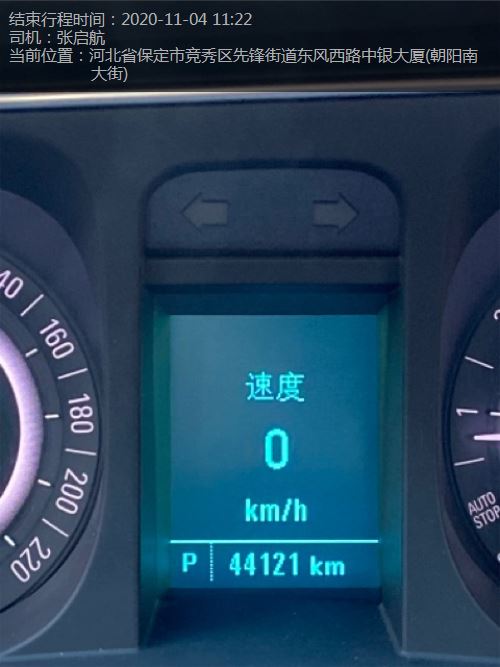 结束行程时间：2020-11-04 11:22
司机：张启航
当前位置：河北省保定市竞秀区先锋街道东风西路中银大厦(朝阳南
大街)
40
160
180
200
220
速度
0
km/h
P 44121 km
2
1
AUTO
STOP